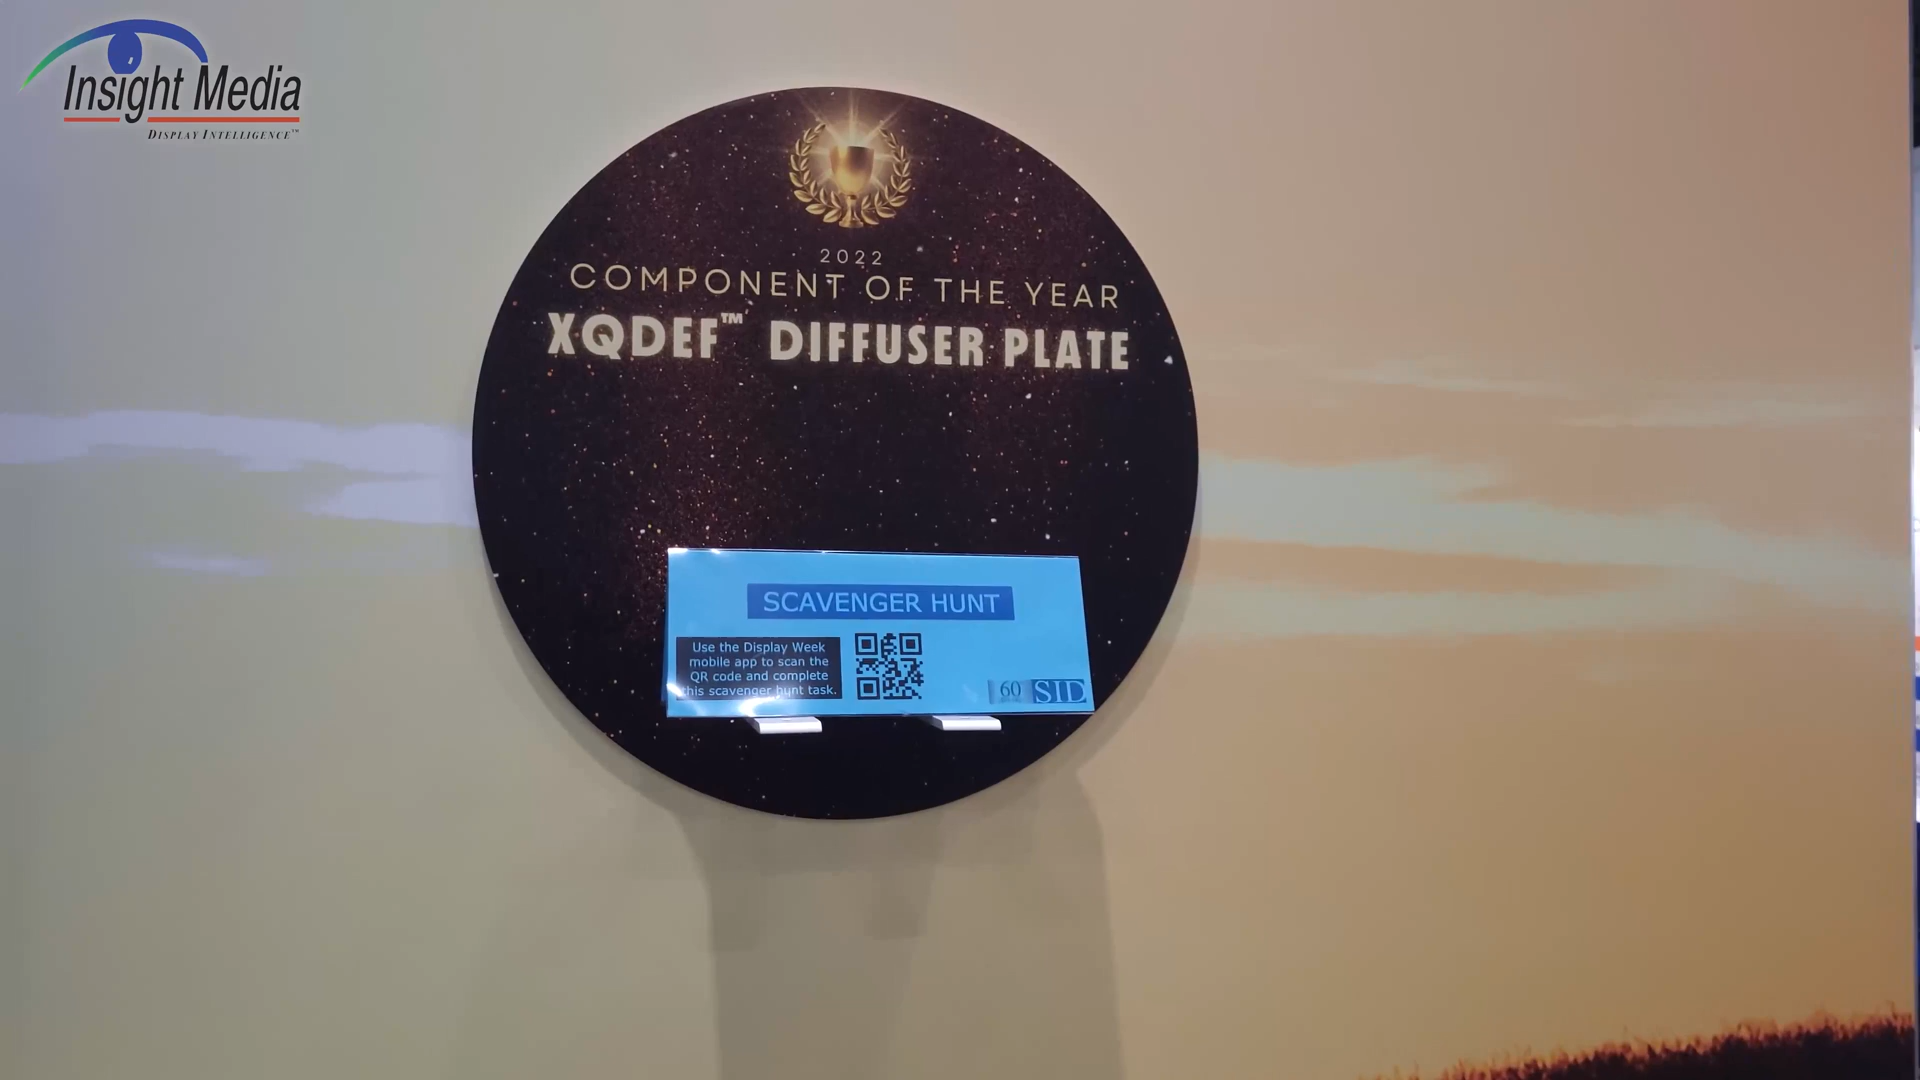 Insight Media
DISPLAY INTELLIGENCE™
2022
COMPONENT OF THE YEAR
XQDEF™ DIFFUSER PLATE
SCAVENGER HUNT
Use the Display Week
mobile app to scan the
QR code and complete
this scavenger hunt task.
60 SID